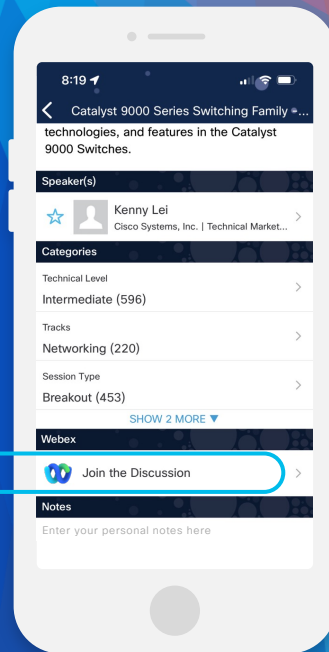 8:19
Catalyst 9000 Series Switching Family -...
technologies, and features in the Catalyst
9000 Switches.
Speaker(s)
Kenny Lei
Cisco Systems, Inc. | Technical Market...
Categories
Technical Level
Intermediate (596)
Tracks
Networking (220)
Session Type
Breakout (453)
SHOW 2 MORE ▼
Webex
Join the Discussion
Notes
Enter your personal notes here